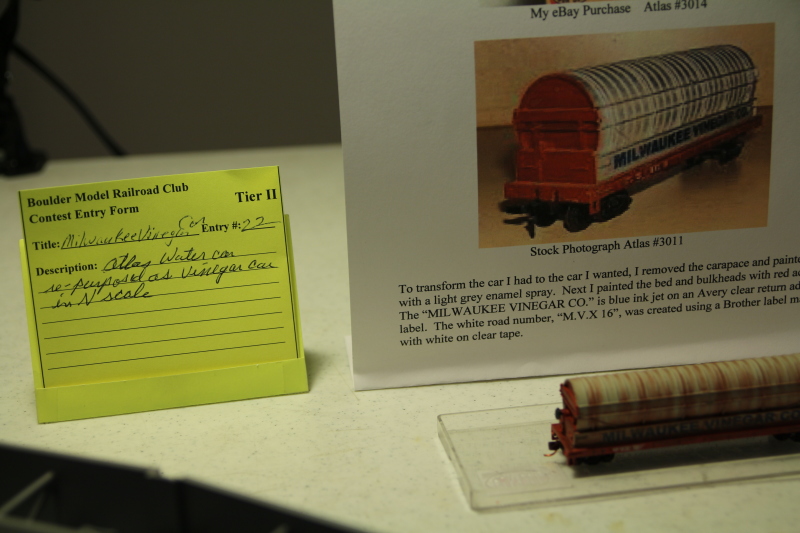 Boulder Model Railroad Club
Contest Entry Form
Tier II
Title: Milwaukee Vinegar Car Entry #: 22
Description: Atlas Water car
re-purposed as Vinegar Car
in N scale
My eBay Purchase Atlas #3014
MILWAUKEE VINEGAR CO.
Stock Photograph Atlas #3011
To transform the car I had to the car I wanted, I removed the carapace and painte
with a light grey enamel spray. Next I painted the bed and bulkheads with red
The “MILWAUKEE VINEGAR CO.” is blue ink jet on an Avery clear return ad
label. The white road number, “M.V.X 16”, was created using a Brother label m
with white on clear tape.
MILWAUKEE VINEGAR CO